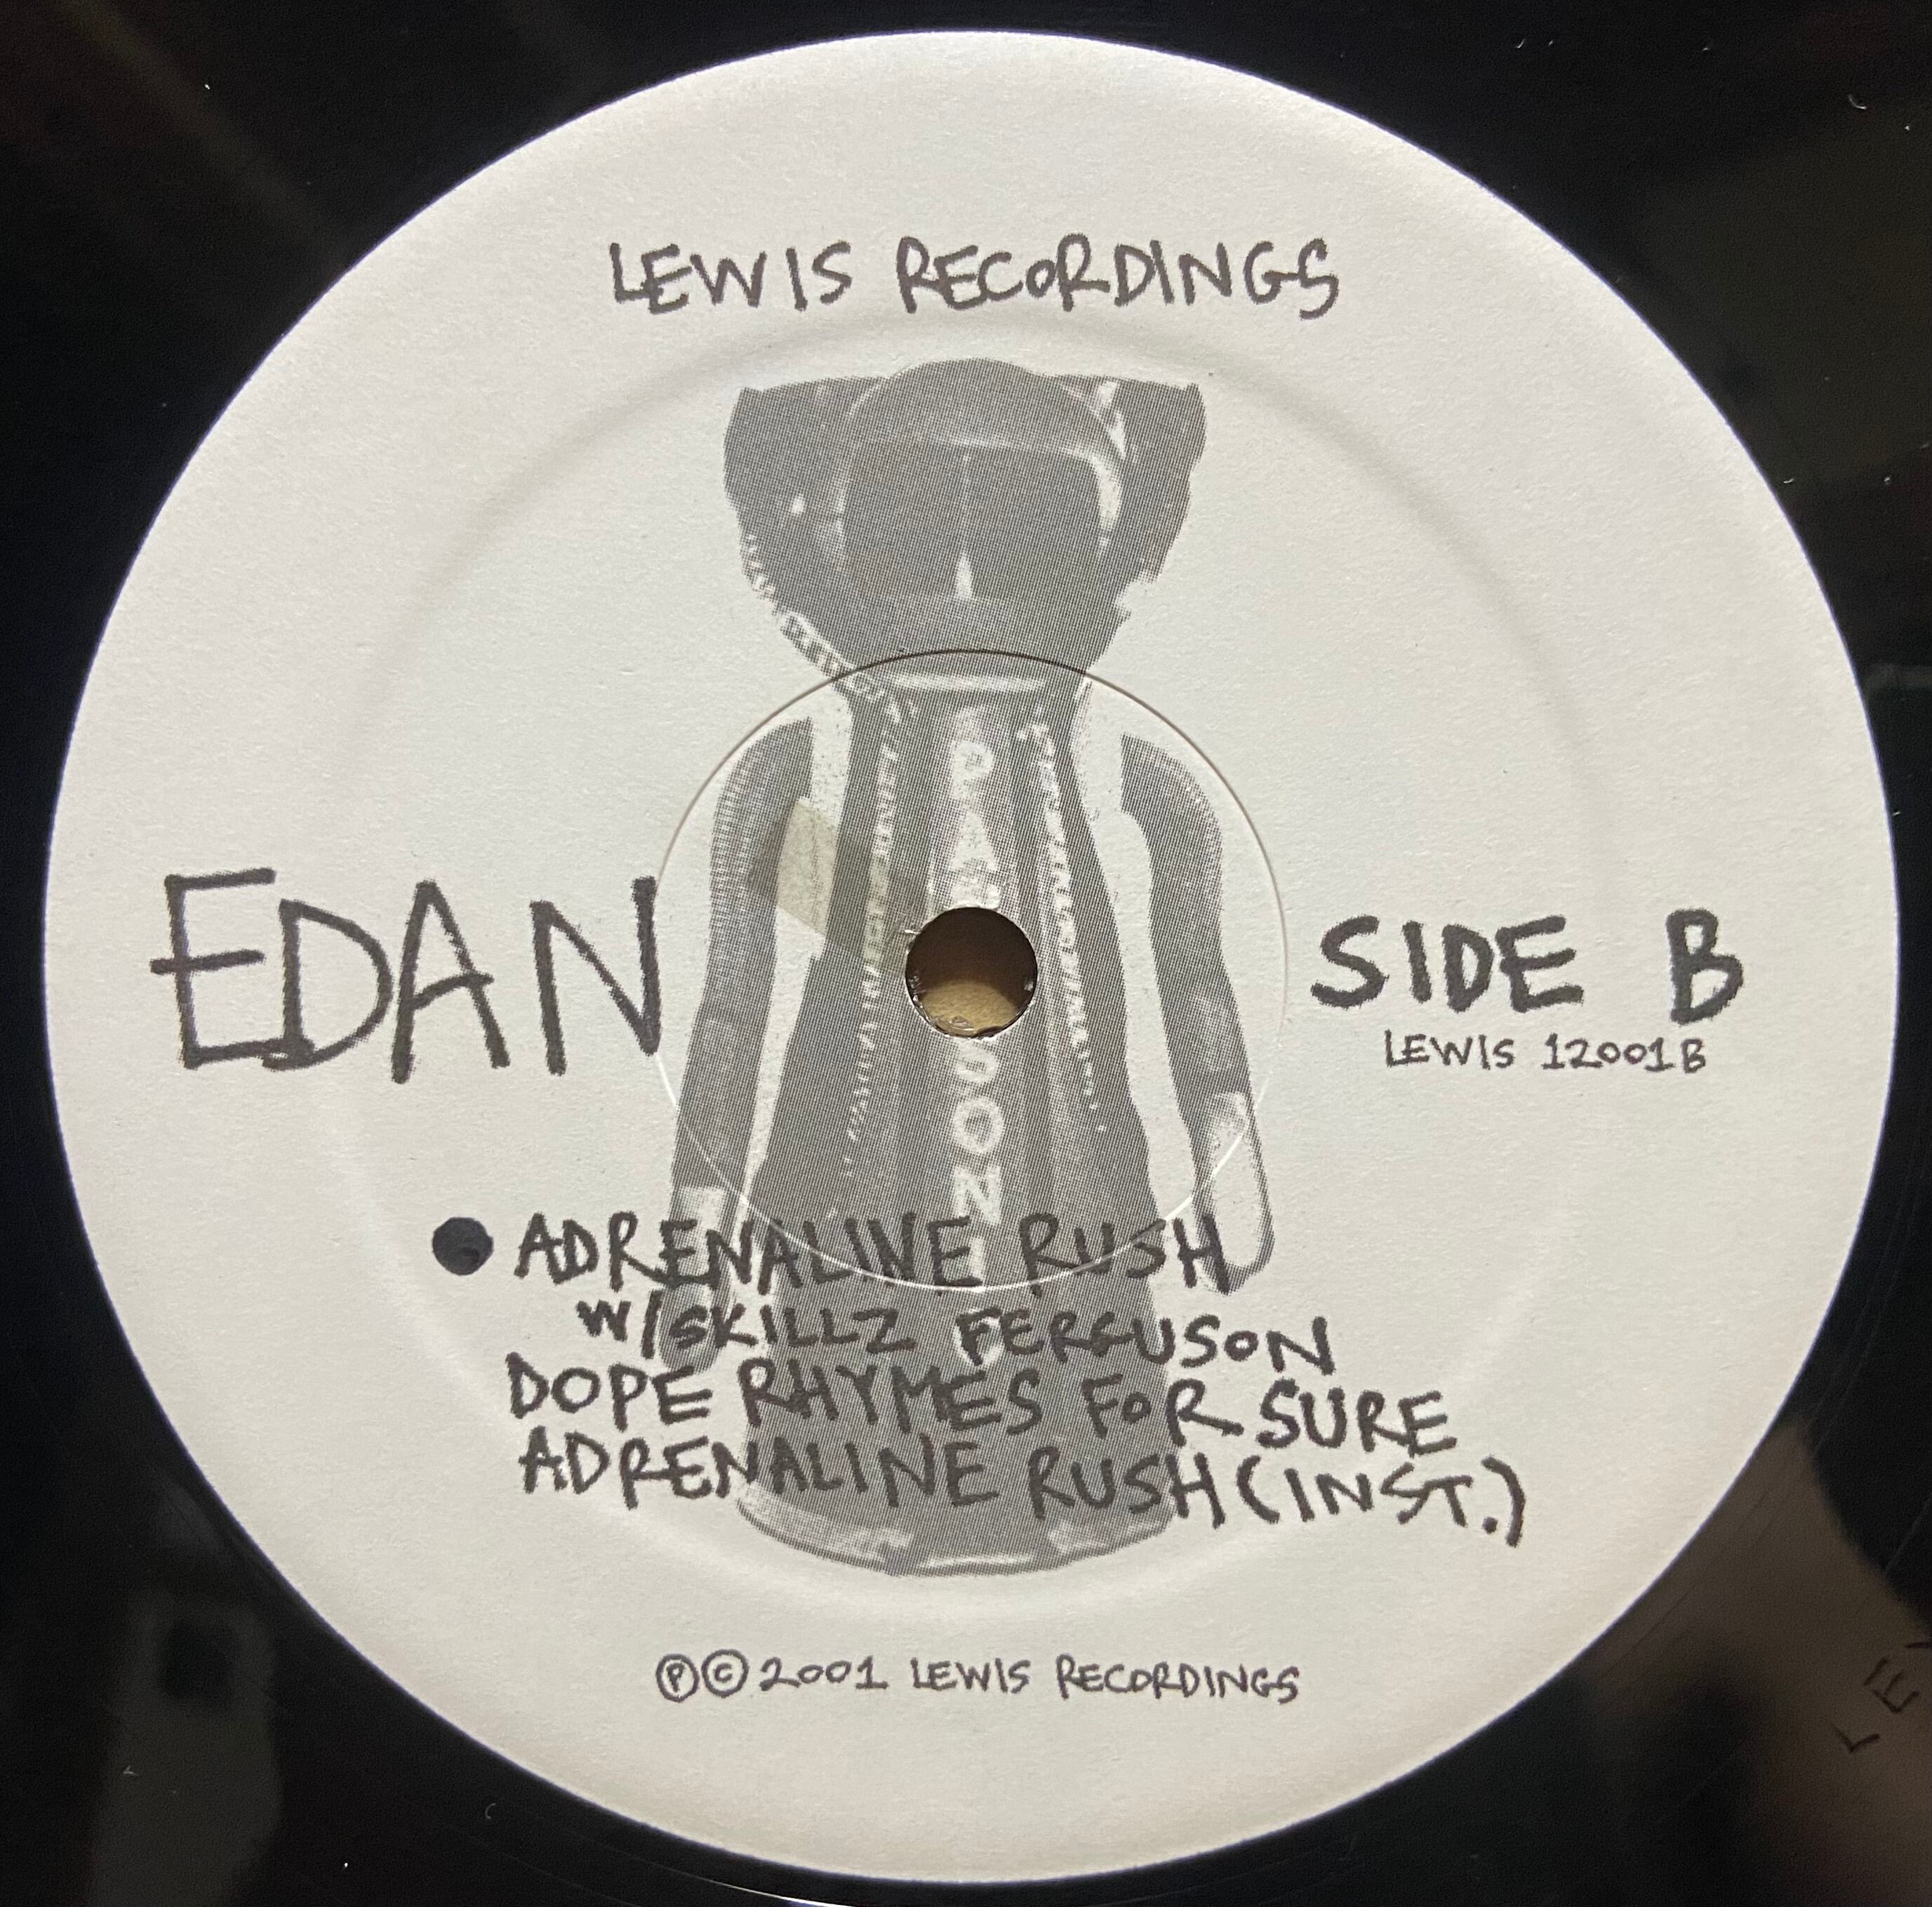 LEWIS RECORDINGS
EDAN
SIDE B
LEWIS 12001B
● ADRENALINE RUSH
W/SKILLZ FERGUSON
DOPE RHYMES FOR SURE
ADRENALINE RUSH (INST.)
Ⓟ©2001 LEWIS RECORDINGS